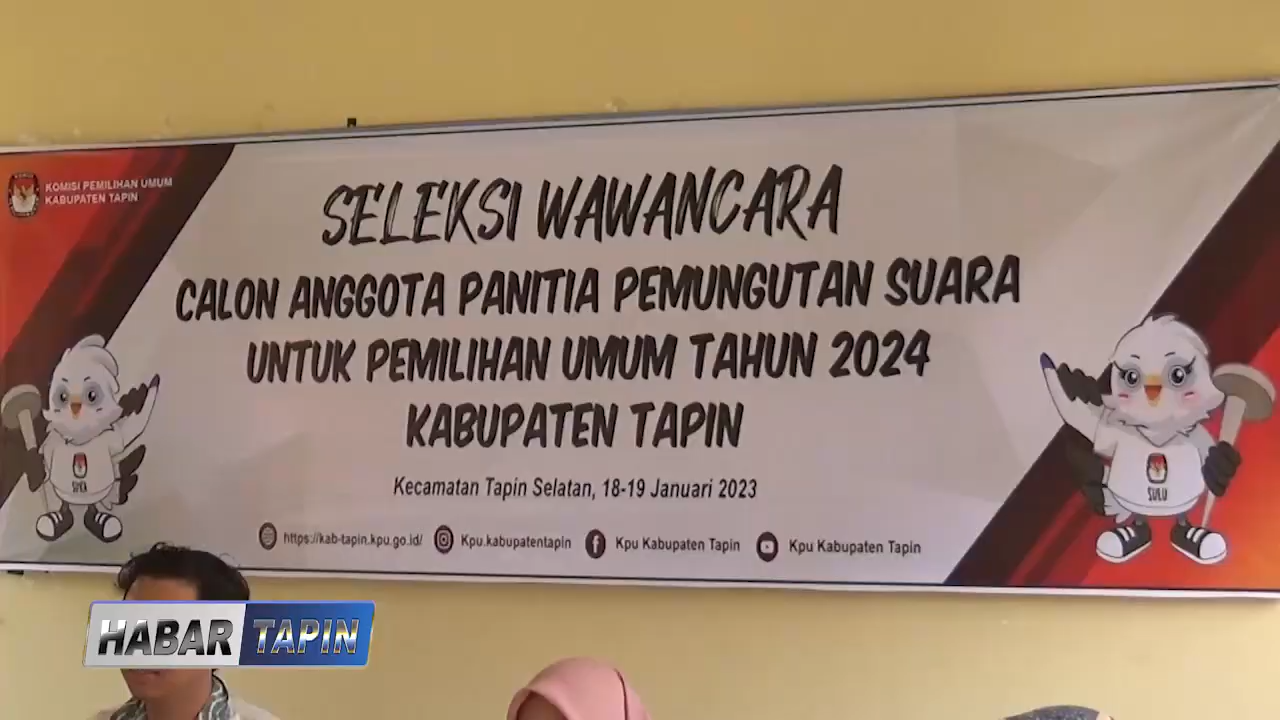 KOMISI PEMILIHAN UMUM
KABUPATEN TAPIN
SELEKSI WAWANCARA
CALON ANGGOTA PANITIA PEMUNGUTAN SUARA
UNTUK PEMILIHAN UMUM TAHUN 2024
KABUPATEN TAPIN
Kecamatan Tapin Selatan, 18-19 Januari 2023
https://kab-tapin.kpu.go.id/ Kpu.kabupatentapin Kpu Kabupaten Tapin Kpu Kabupaten Tapin
SULU
HABAR TAPIN